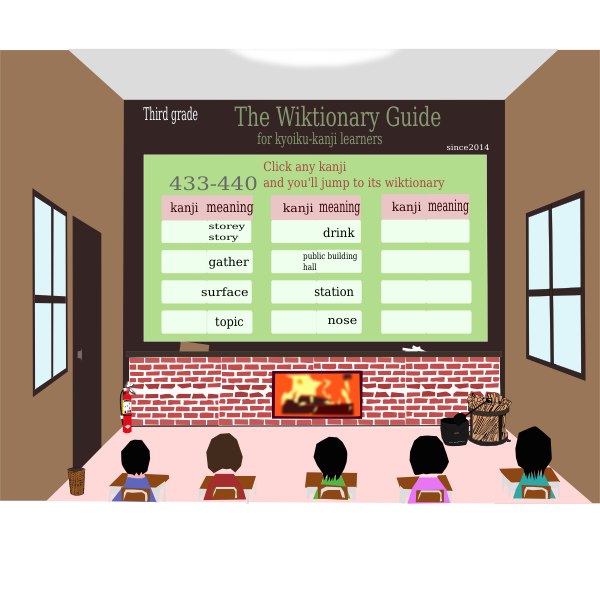 Third grade
The Wiktionary Guide
for kyoiku-kanji learners
since2014
Click any kanji
433-440 and you'll jump to its wiktionary
kanji meaning kanji meaning kanji meaning
storey
story
drink
gather
public building
hall
surface station
topic nose